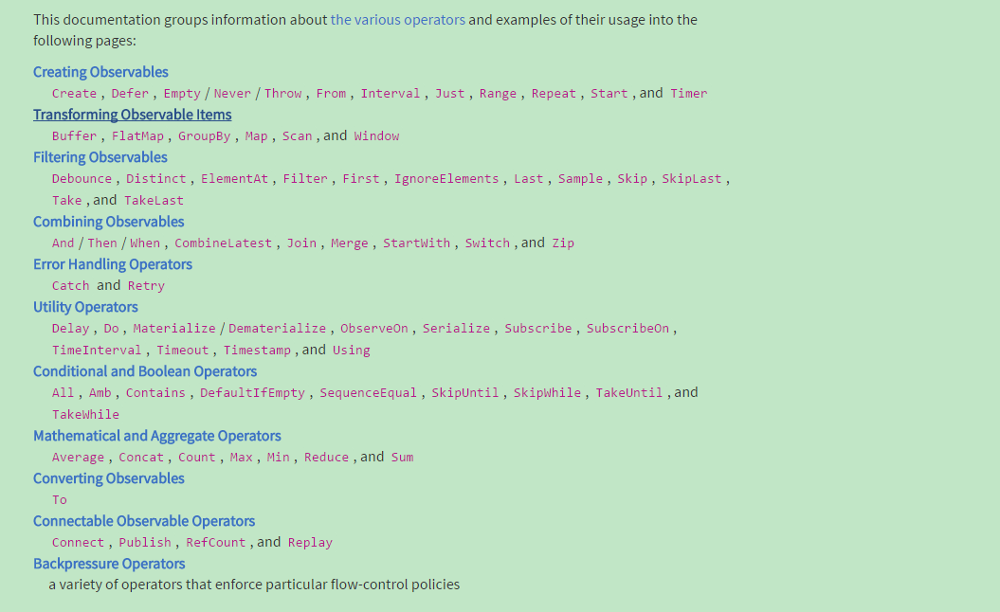 This documentation groups information about the various operators and examples of their usage into the
following pages:
Creating Observables
Create , Defer , Empty / Never / Throw , From , Interval , Just , Range , Repeat , Start , and Timer
Transforming Observable Items
Buffer , FlatMap , GroupBy , Map , Scan , and Window
Filtering Observables
Debounce , Distinct , ElementAt , Filter , First , IgnoreElements , Last , Sample , Skip , SkipLast ,
Take , and TakeLast
Combining Observables
And / Then / When , CombineLatest , Join , Merge , StartWith , Switch , and Zip
Error Handling Operators
Catch and Retry
Utility Operators
Delay , Do , Materialize / Dematerialize , ObserveOn , Serialize , Subscribe , SubscribeOn ,
TimeInterval , Timeout , Timestamp , and Using
Conditional and Boolean Operators
All , Amb , Contains , DefaultIfEmpty , SequenceEqual , SkipUntil , SkipWhile , TakeUntil , and
TakeWhile
Mathematical and Aggregate Operators
Average , Concat , Count , Max , Min , Reduce , and Sum
Converting Observables
To
Connectable Observable Operators
Connect , Publish , RefCount , and Replay
Backpressure Operators
a variety of operators that enforce particular flow-control policies